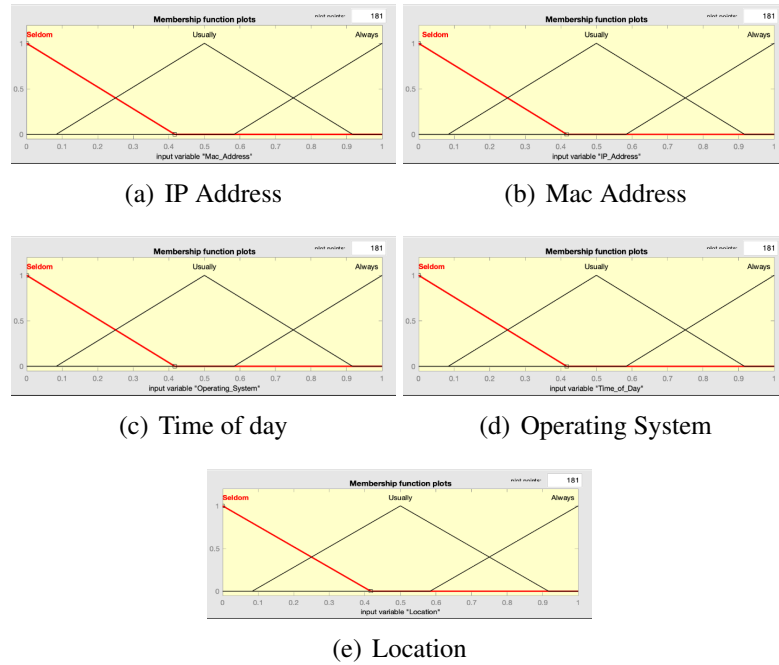 Membership function plots
181
Seldom Usually Always
1
0.5
0
0 0.1 0.2 0.3 0.4 0.5 0.6 0.7 0.8 0.9 1
input variable "Mac_Address"
(a) IP Address
Membership function plots
181
Seldom Usually Always
1
0.5
0
0 0.1 0.2 0.3 0.4 0.5 0.6 0.7 0.8 0.9 1
input variable "IP_Address"
(b) Mac Address
Membership function plots
181
Seldom Usually Always
1
0.5
0
0 0.1 0.2 0.3 0.4 0.5 0.6 0.7 0.8 0.9 1
input variable "Operating_System"
(c) Time of day
Membership function plots
181
Seldom Usually Always
1
0.5
0
0 0.1 0.2 0.3 0.4 0.5 0.6 0.7 0.8 0.9 1
input variable "Time_of_Day"
(d) Operating System
Membership function plots
181
Seldom Usually Always
1
0.5
0
0 0.1 0.2 0.3 0.4 0.5 0.6 0.7 0.8 0.9 1
input variable "Location"
(e) Location